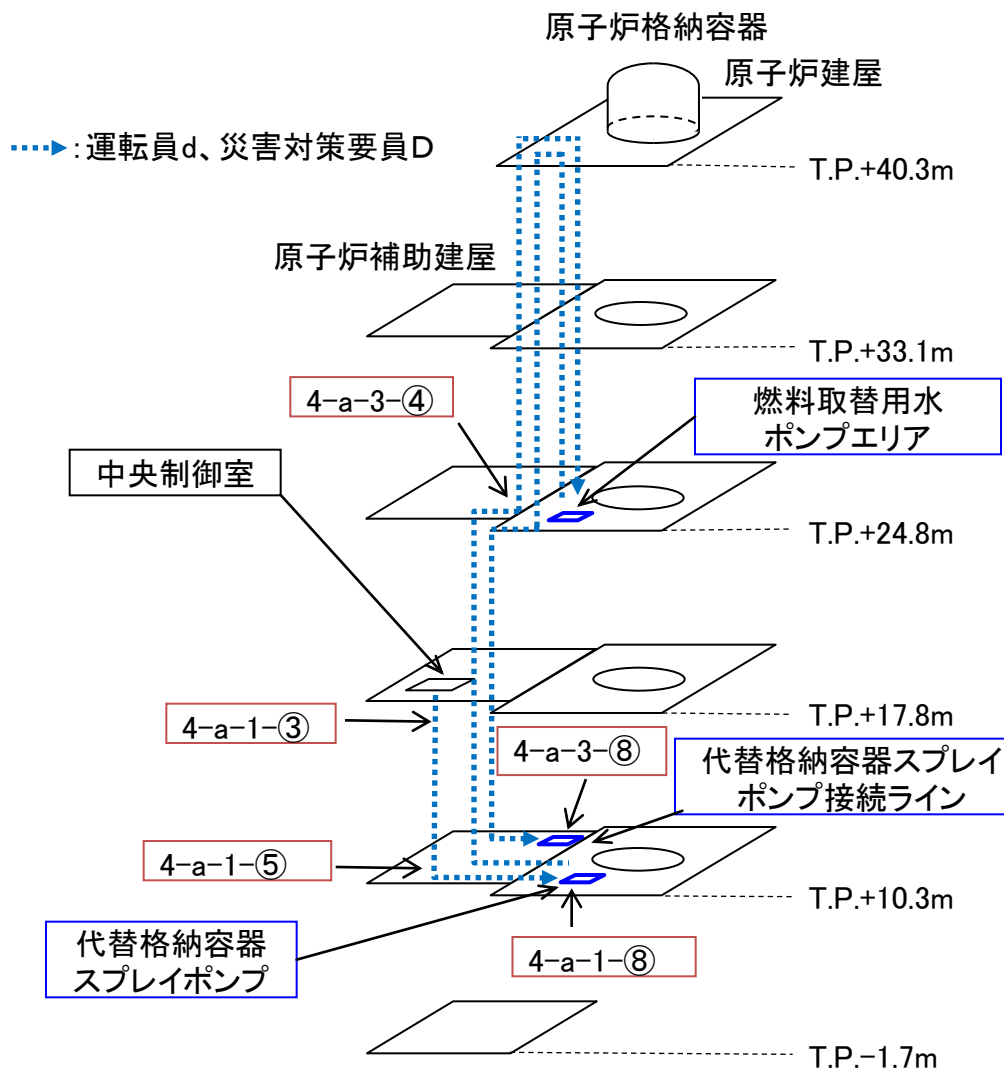 原子炉格納容器
原子炉建屋
:運転員d、災害対策要員D
T.P.+40.3m
原子炉補助建屋
T.P.+33.1m
4-a-3-④
燃料取替用水
ポンプエリア
中央制御室
T.P.+24.8m
4-a-1-③
T.P.+17.8m
4-a-3-⑧
代替格納容器スプレイ
ポンプ接続ライン
4-a-1-⑤
T.P.+10.3m
代替格納容器
スプレイポンプ
4-a-1-⑧
T.P.-1.7m